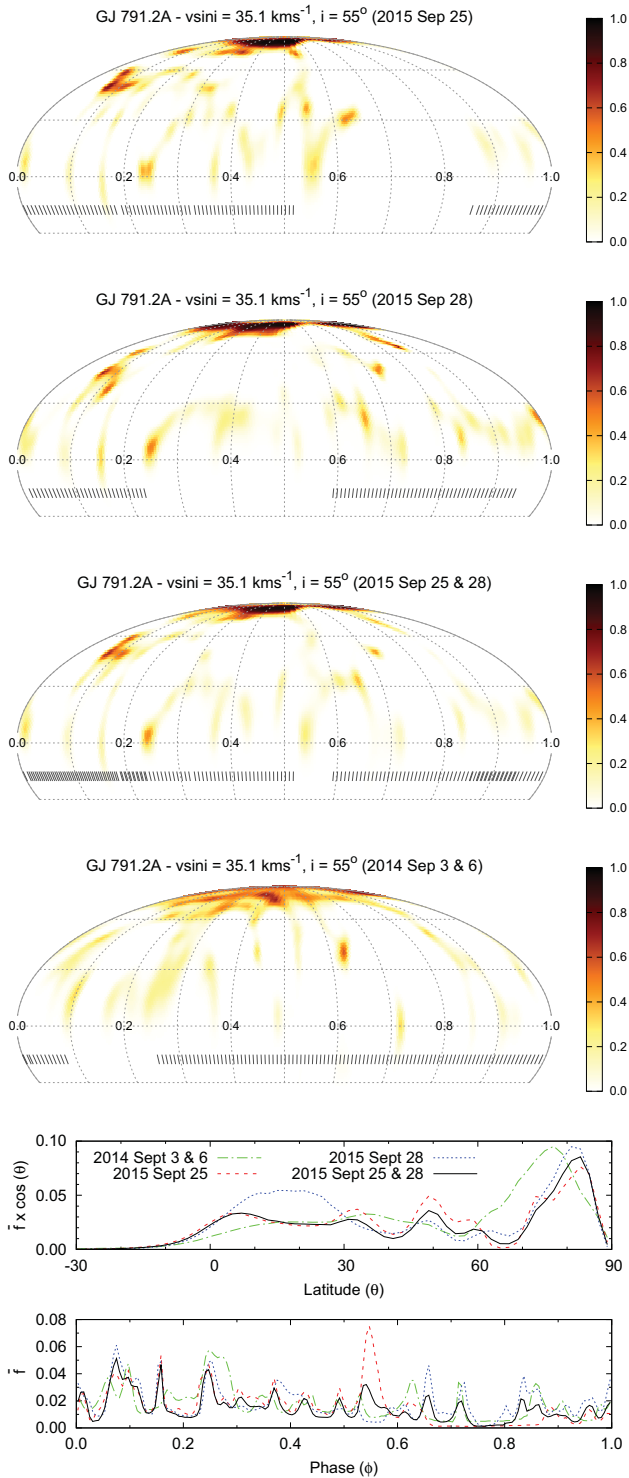 GJ 791.2A - vsini = 35.1 kms⁻¹, i = 55° (2015 Sep 25)
1.0
0.8
0.6
0.4
0.2
0.0
0.0 0.2 0.4 0.6 0.8 1.0
GJ 791.2A - vsini = 35.1 kms⁻¹, i = 55° (2015 Sep 28)
1.0
0.8
0.6
0.4
0.2
0.0
0.0 0.2 0.4 0.6 0.8 1.0
GJ 791.2A - vsini = 35.1 kms⁻¹, i = 55° (2015 Sep 25 & 28)
1.0
0.8
0.6
0.4
0.2
0.0
0.0 0.2 0.4 0.6 0.8 1.0
GJ 791.2A - vsini = 35.1 kms⁻¹, i = 55° (2014 Sep 3 & 6)
1.0
0.8
0.6
0.4
0.2
0.0
0.0 0.2 0.4 0.6 0.8 1.0
f̄ x cos (θ)
0.10
0.05
0.00
2014 Sept 3 & 6
2015 Sept 25
2015 Sept 28
2015 Sept 25 & 28
-30 0 30 60 90
Latitude (θ)
f̄
0.08
0.06
0.04
0.02
0.00
0.0 0.2 0.4 0.6 0.8 1.0
Phase (ϕ)